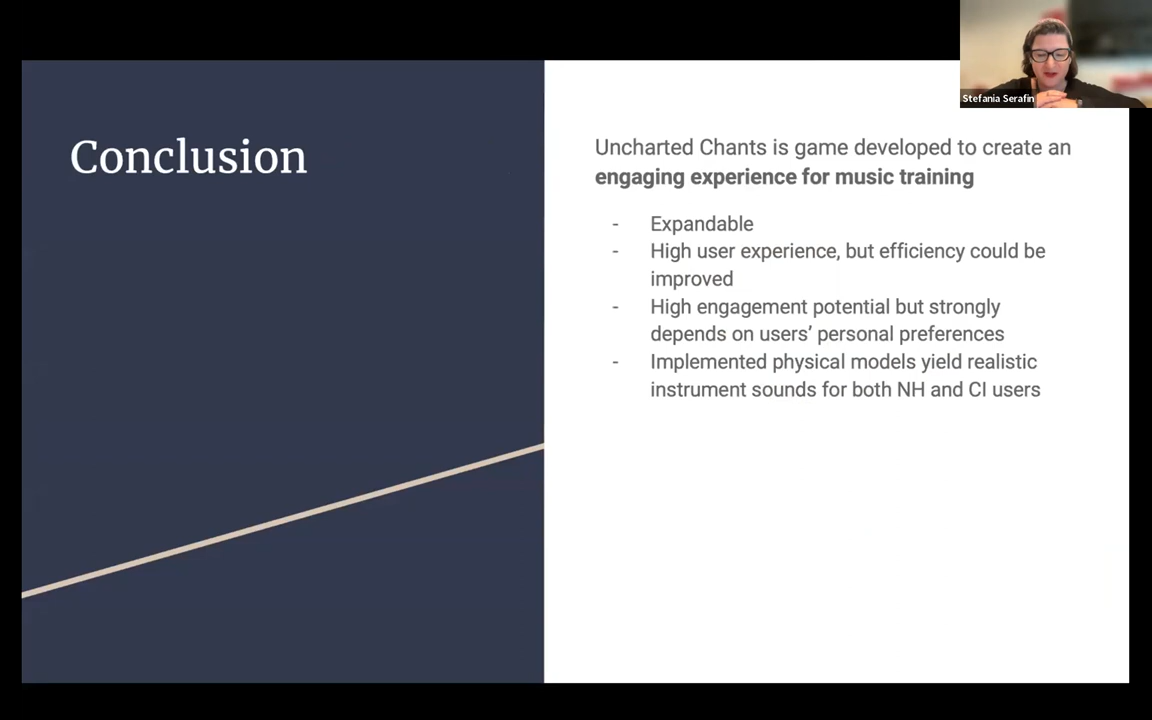 Stefania Serafin
Conclusion
Uncharted Chants is game developed to create an
engaging experience for music training
- Expandable
- High user experience, but efficiency could be
improved
- High engagement potential but strongly
depends on users’ personal preferences
- Implemented physical models yield realistic
instrument sounds for both NH and CI users